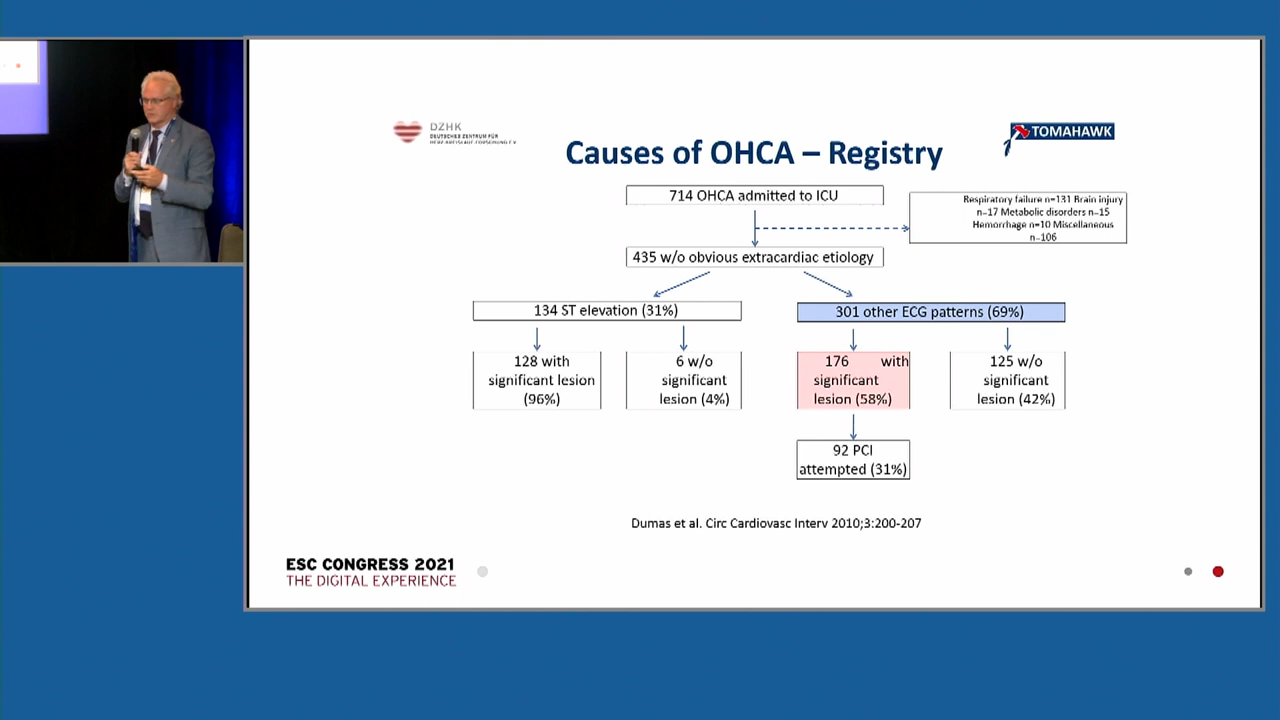 DZHK
DEUTSCHES ZENTRUM FÜR
HERZ-KREISLAUF-FORSCHUNG E.V.
TOMAHAWK
Causes of OHCA – Registry
714 OHCA admitted to ICU
Respiratory failure n=131 Brain injury
n=17 Metabolic disorders n=15
Hemorrhage n=10 Miscellaneous
n=106
435 w/o obvious extracardiac etiology
134 ST elevation (31%)
301 other ECG patterns (69%)
128 with
significant lesion
(96%)
6 w/o
significant
lesion (4%)
176 with
significant
lesion (58%)
125 w/o
significant
lesion (42%)
92 PCI
attempted (31%)
Dumas et al. Circ Cardiovasc Interv 2010;3:200-207
ESC CONGRESS 2021
THE DIGITAL EXPERIENCE